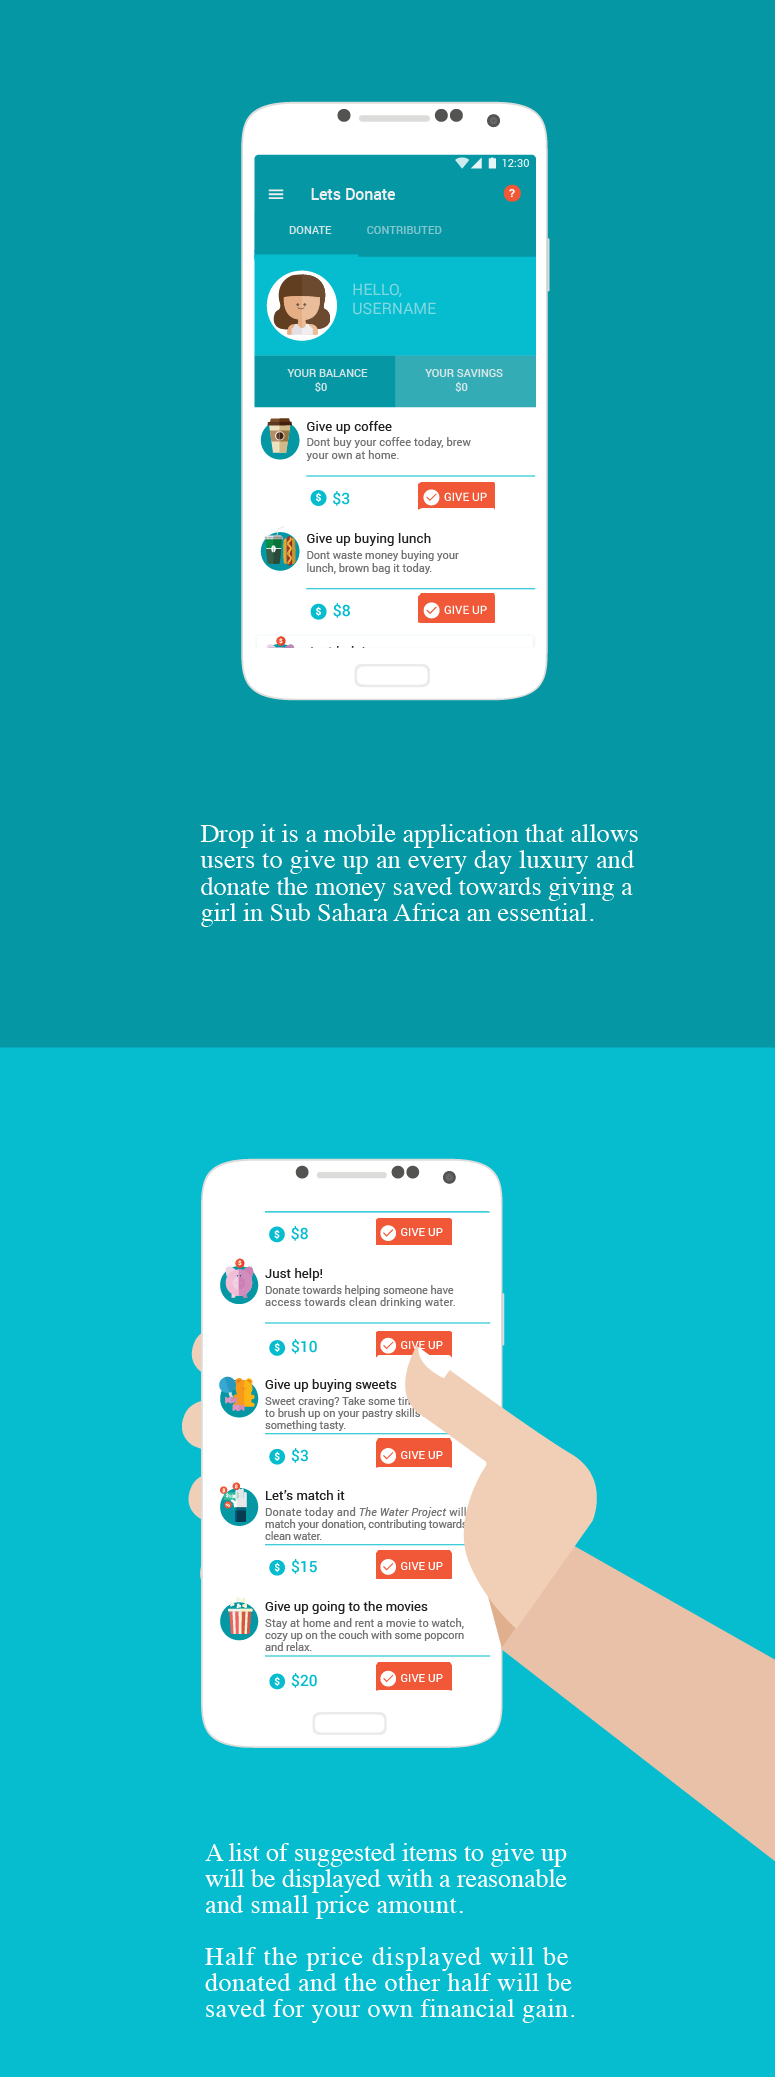 12:30
Lets Donate
?
DONATE CONTRIBUTED
HELLO,
USERNAME
YOUR BALANCE YOUR SAVINGS
$0 $0
Give up coffee
Dont buy your coffee today, brew
your own at home.
$ $3 GIVE UP
Give up buying lunch
Dont waste money buying your
lunch, brown bag it today.
$ $8 GIVE UP
Drop it is a mobile application that allows
users to give up an every day luxury and
donate the money saved towards giving a
girl in Sub Sahara Africa an essential.
$ $8 GIVE UP
Just help!
Donate towards helping someone have
access towards clean drinking water.
$ $10 GIVE UP
Give up buying sweets
Sweet craving? Take some
to brush up on your pastry skills
something tasty.
$ $3 GIVE UP
Let's match it
Donate today and The Water Project will
match your donation, contributing towards
clean water.
$ $15 GIVE UP
Give up going to the movies
Stay at home and rent a movie to watch,
cozy up on the couch with some popcorn
and relax.
$ $20 GIVE UP
A list of suggested items to give up
will be displayed with a reasonable
and small price amount.
Half the price displayed will be
donated and the other half will be
saved for your own financial gain.